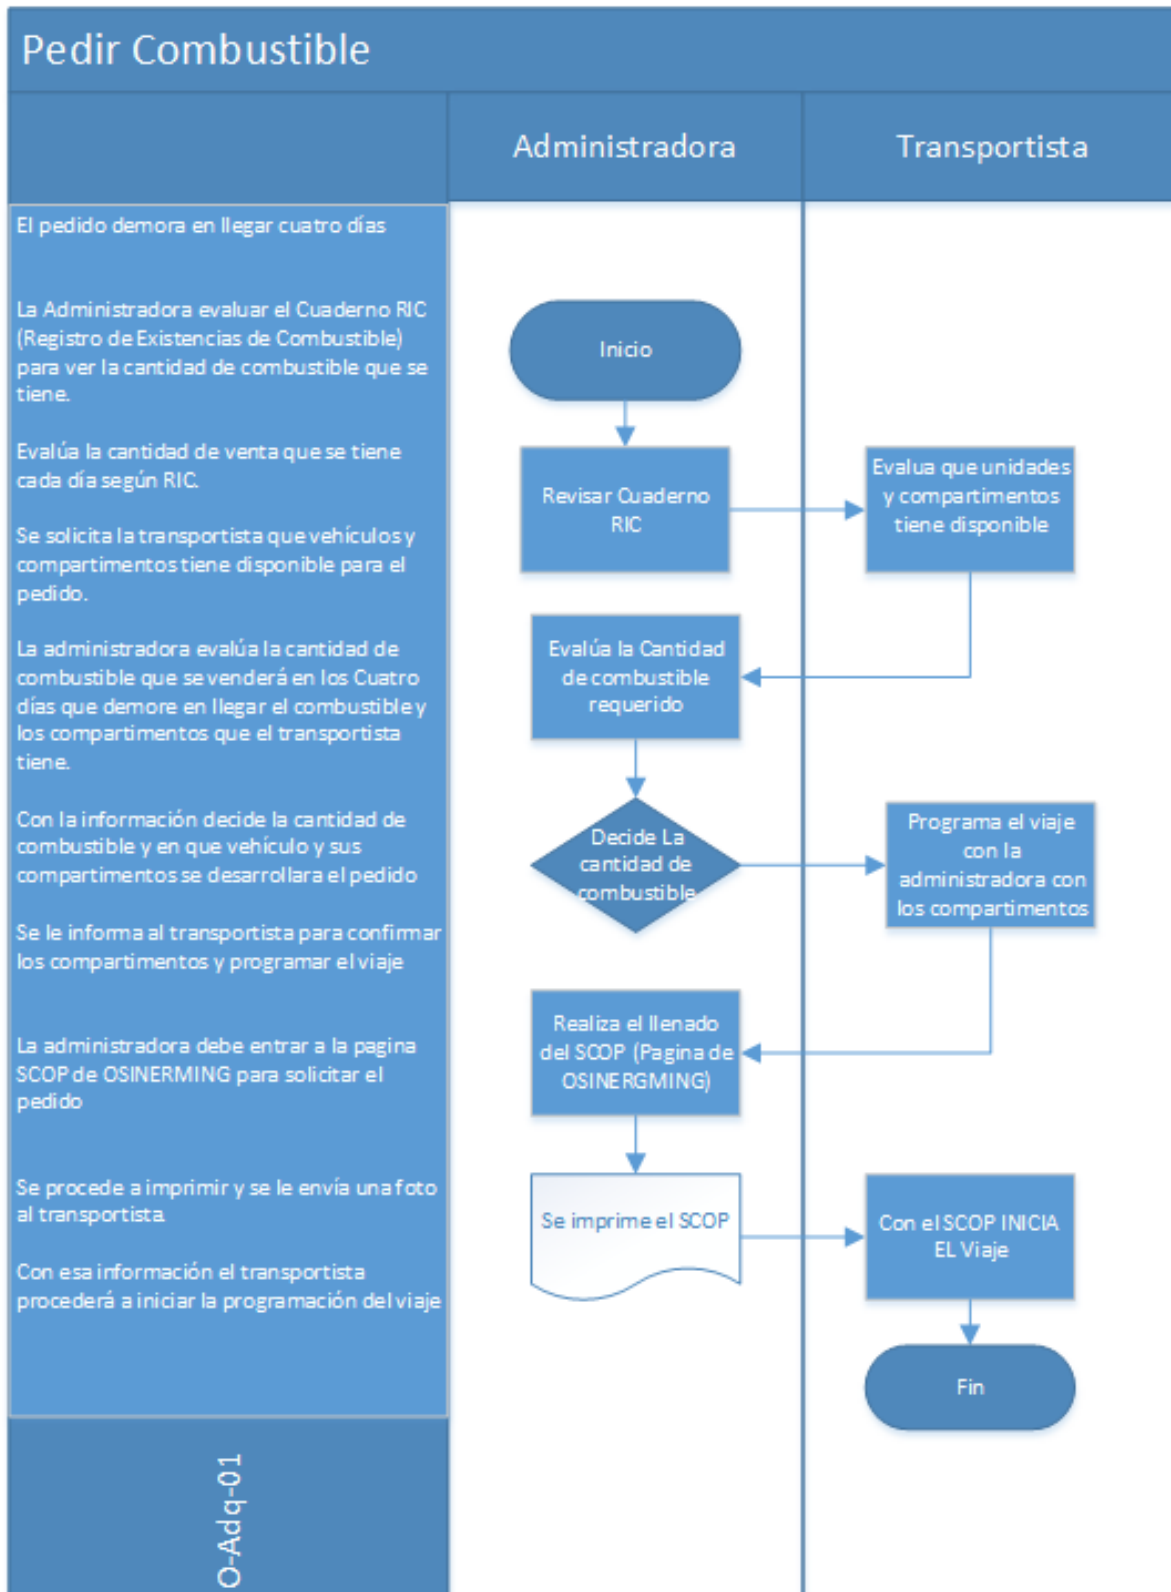 Pedir Combustible
Administradora
Transportista
El pedido demora en llegar cuatro días
La Administradora evaluar el Cuaderno RIC
(Registro de Existencias de Combustible)
para ver la cantidad de combustible que se
tiene.
Evalúa la cantidad de venta que se tiene
cada día según RIC.
Se solicita la transportista que vehículos y
compartimentos tiene disponible para el
pedido.
La administradora evalúa la cantidad de
combustible que se venderá en los Cuatro
días que demore en llegar el combustible y
los compartimentos que el transportista
tiene.
Con la información decide la cantidad de
combustible y en que vehículo y sus
compartimentos se desarrollara el pedido
Se le informa al transportista para confirmar
los compartimentos y programar el viaje
La administradora debe entrar a la pagina
SCOP de OSINERMING para solicitar el
pedido
Se procede a imprimir y se le envía una foto
al transportista.
Con esa información el transportista
procederá a iniciar la programación del viaje
O-Adq-01
Inicio
Revisar Cuaderno
RIC
Evalua que unidades
y compartimentos
tiene disponible
Evalúa la Cantidad
de combustible
requerido
Decide La
cantidad de
combustible
Programa el viaje
con la
administradora con
los compartimentos
Realiza el llenado
del SCOP (Pagina de
OSINERGMING)
Se imprime el SCOP
Con el SCOP INICIA
EL Viaje
Fin